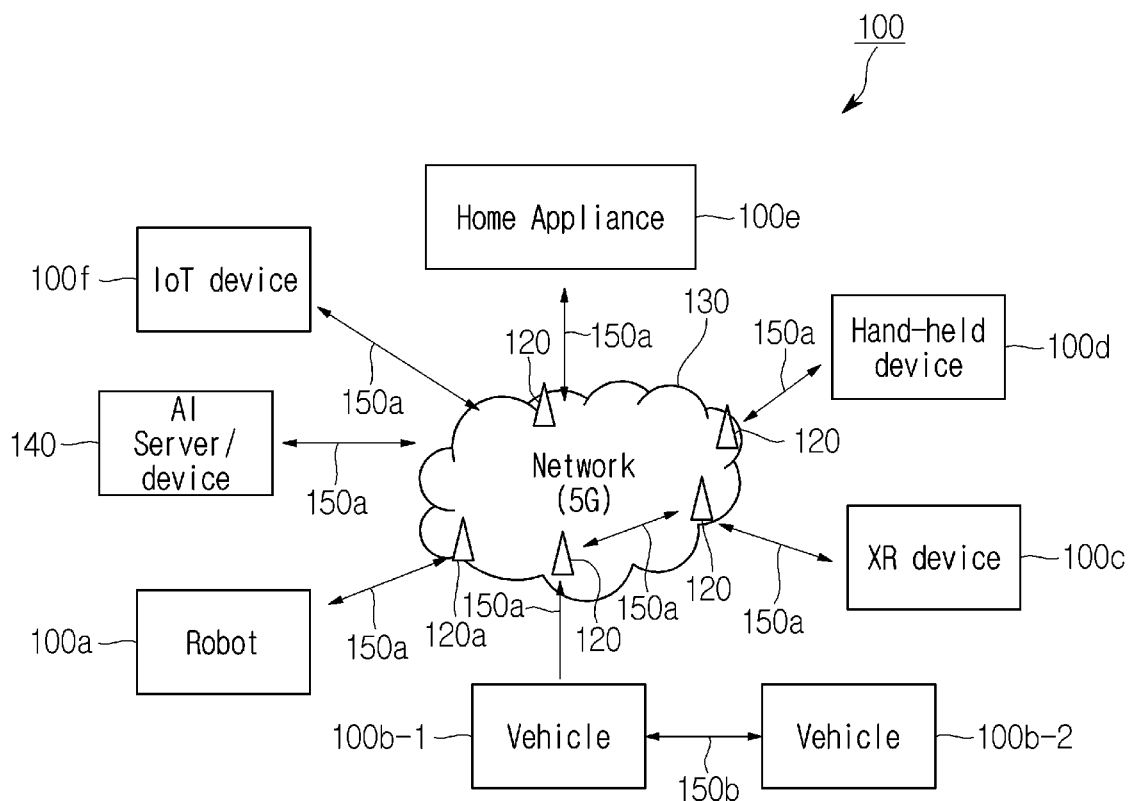 100
Home Appliance
100e
100f
IoT device
130
Hand-held
device
100d
150a
120
150a
150a
AI
Server/
device
140
150a
120
Network
(5G)
XR device
100c
150a
120
150a
150a
120
120a
150a
Robot
100a
100b-1
Vehicle
Vehicle
100b-2
150b